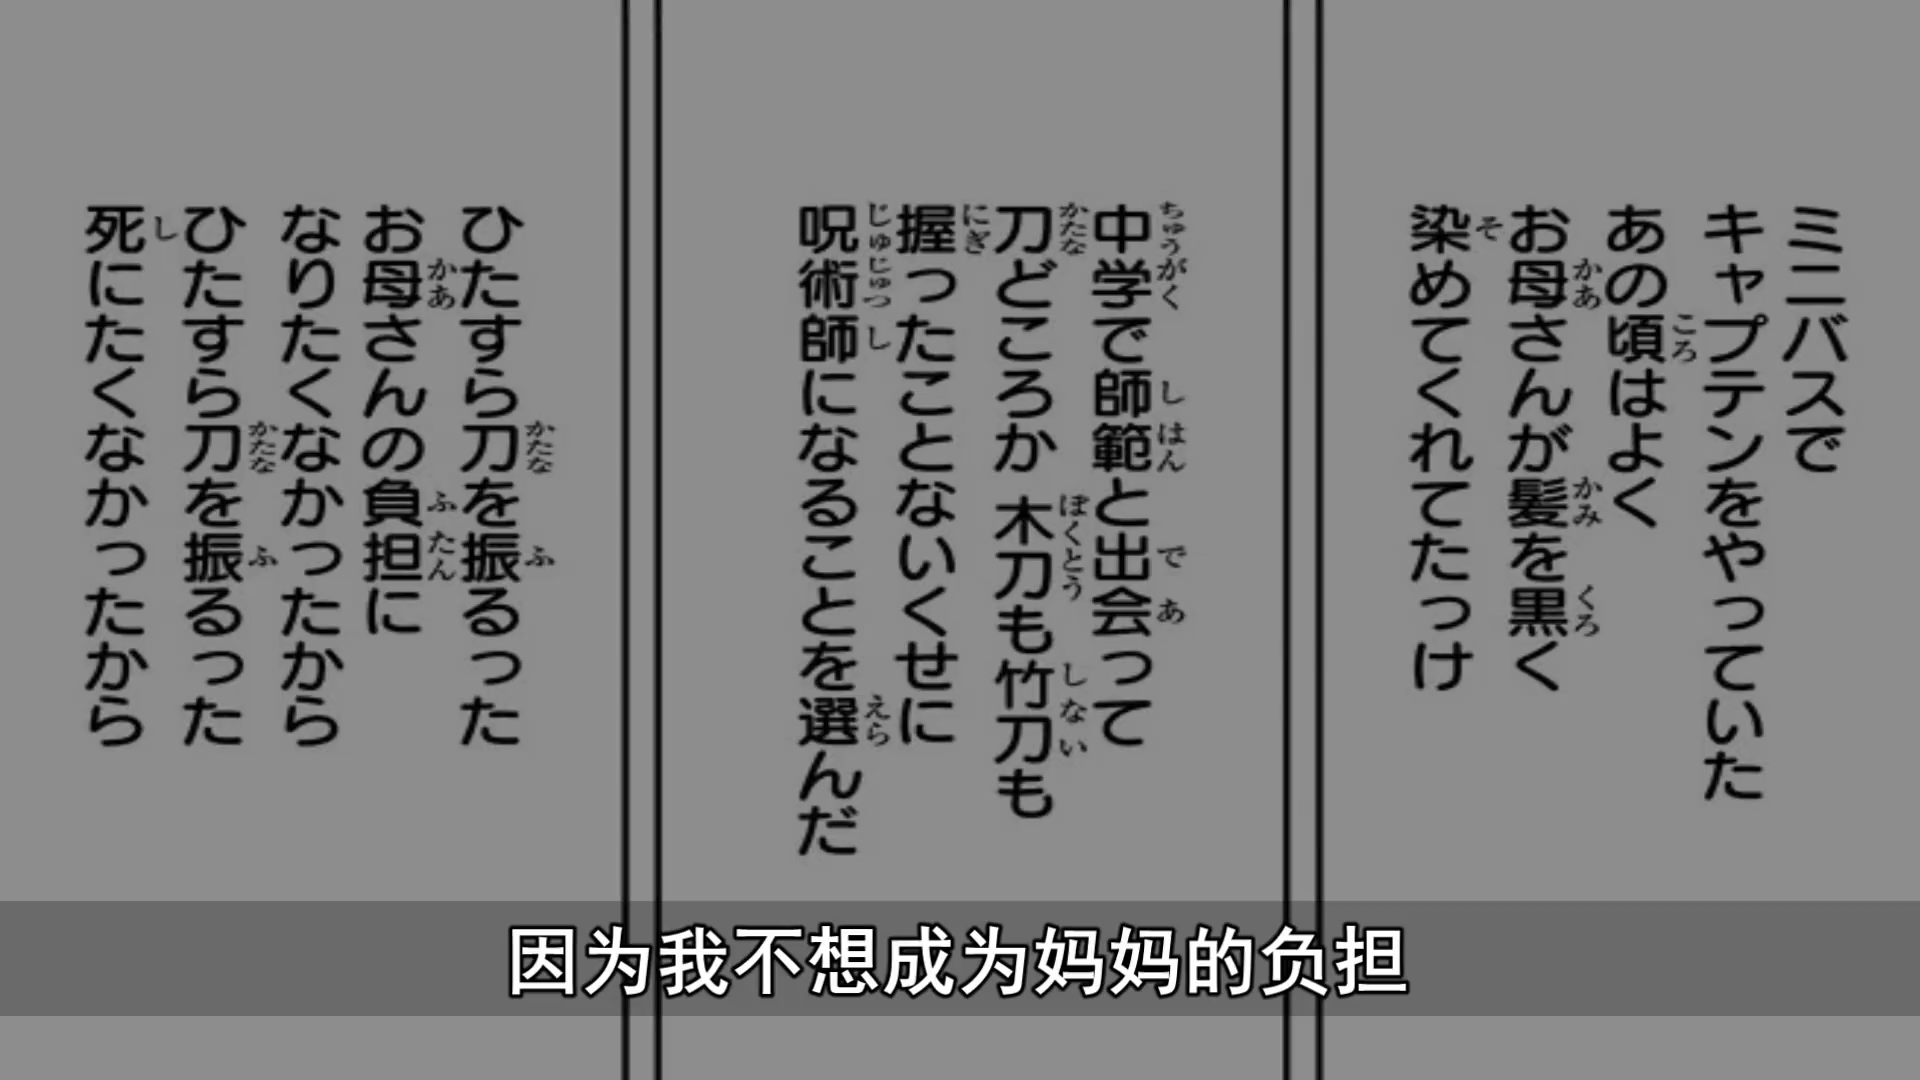 ミニバスで
キャプテンをやっていた
あの頃はよく
お母さんが髪を黒く
染めてくれてたっけ
中学で師範と出会って
刀どころか 木刀も竹刀も
握ったことないくせに
呪術師になることを選んだ
ひたすら刀を振るった
お母さんの負担に
なりたくなかったから
ひたすら刀を振るった
死にたくなかったから
因为我不想成为妈妈的负担